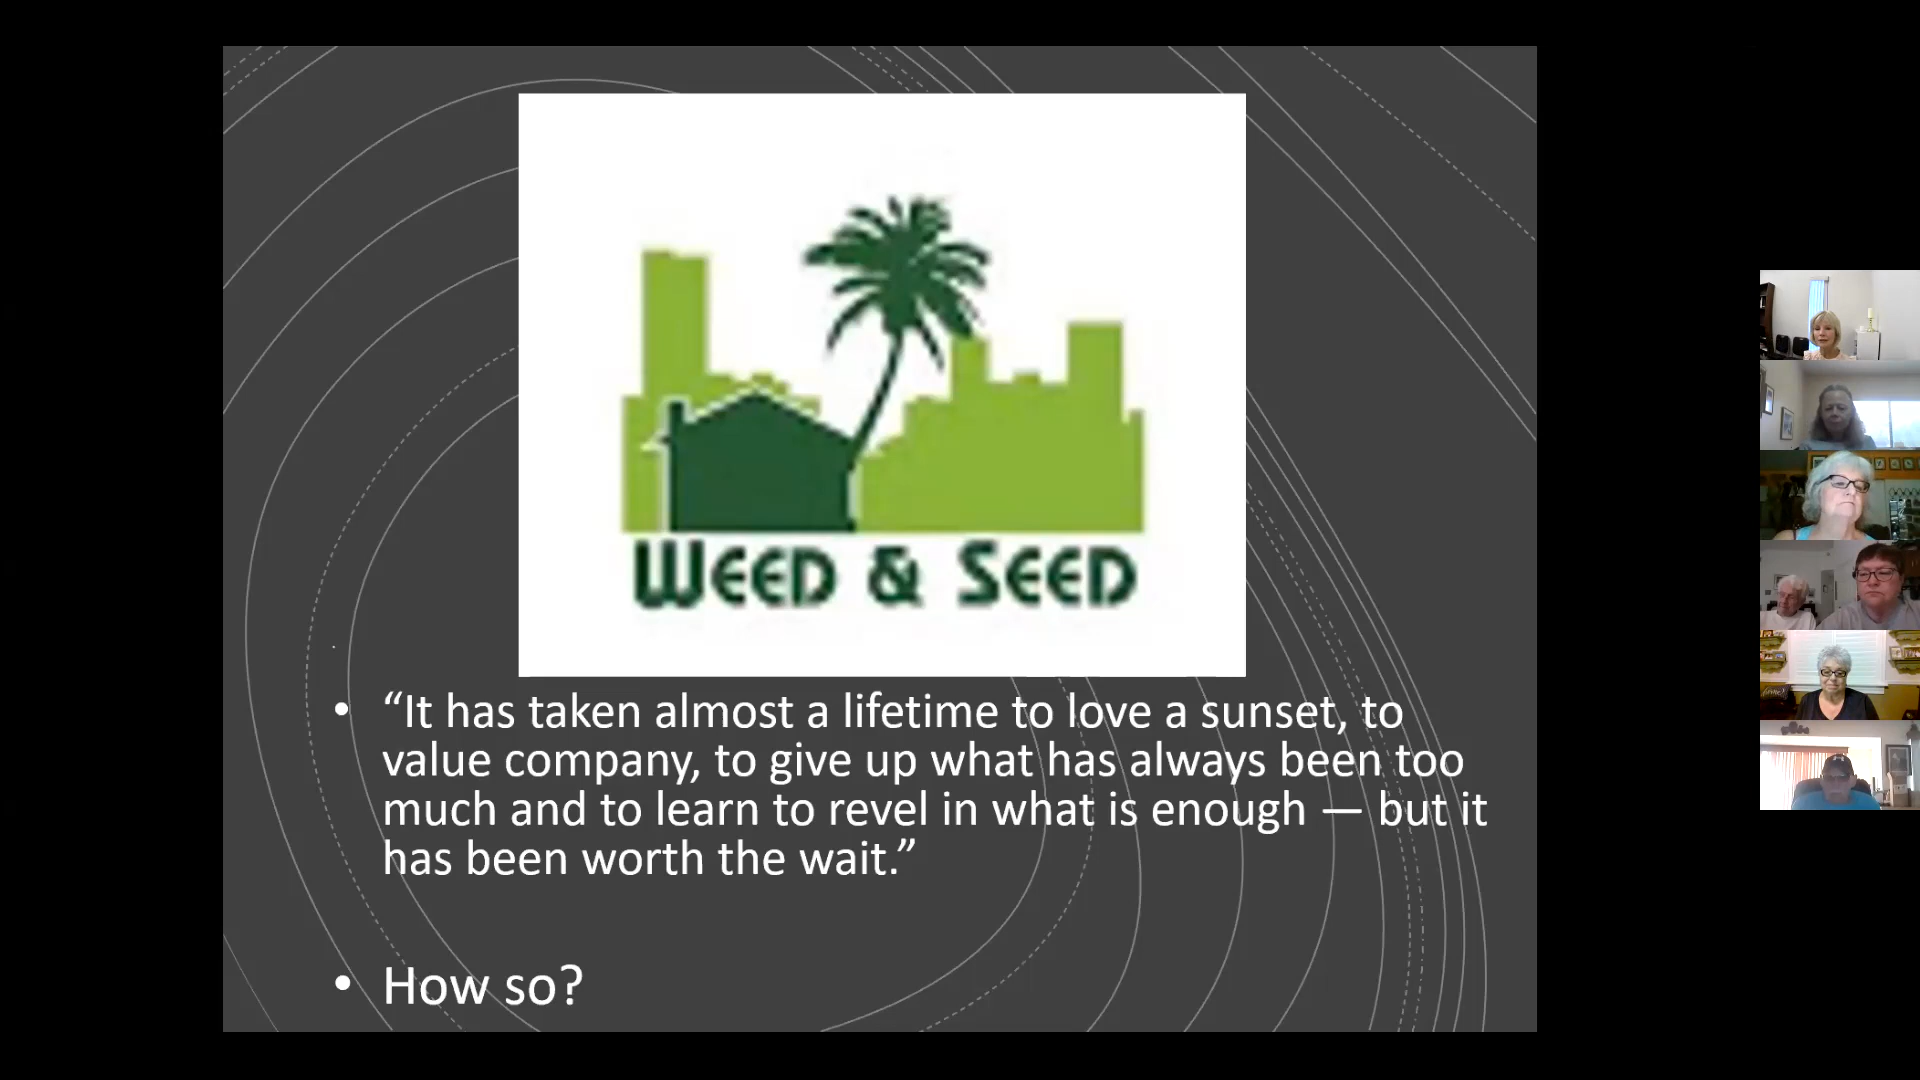 WEED & SEED
• “It has taken almost a lifetime to love a sunset, to
value company, to give up what has always been too
much and to learn to revel in what is enough — but it
has been worth the wait.”
• How so?